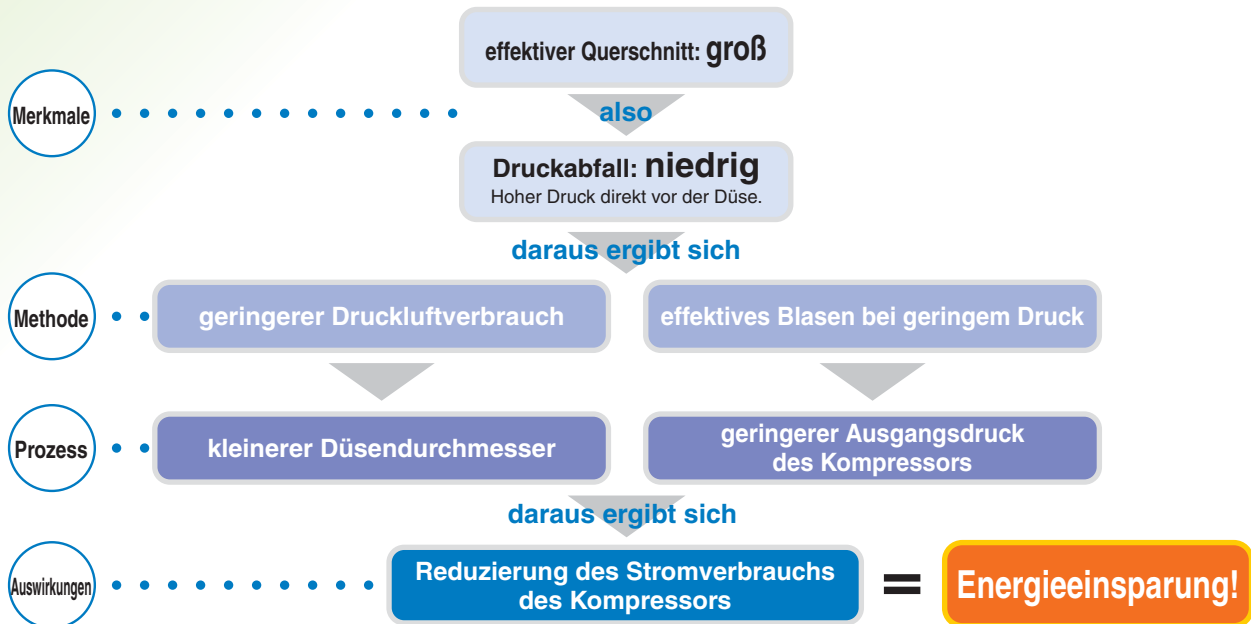 effektiver Querschnitt: groß
Merkmale
also
Druckabfall: niedrig
Hoher Druck direkt vor der Düse.
daraus ergibt sich
Methode
geringerer Druckluftverbrauch
effektives Blasen bei geringem Druck
Prozess
kleinerer Düsendurchmesser
geringerer Ausgangsdruck
des Kompressors
daraus ergibt sich
Auswirkungen
Reduzierung des Stromverbrauchs
des Kompressors
=
Energieeinsparung!